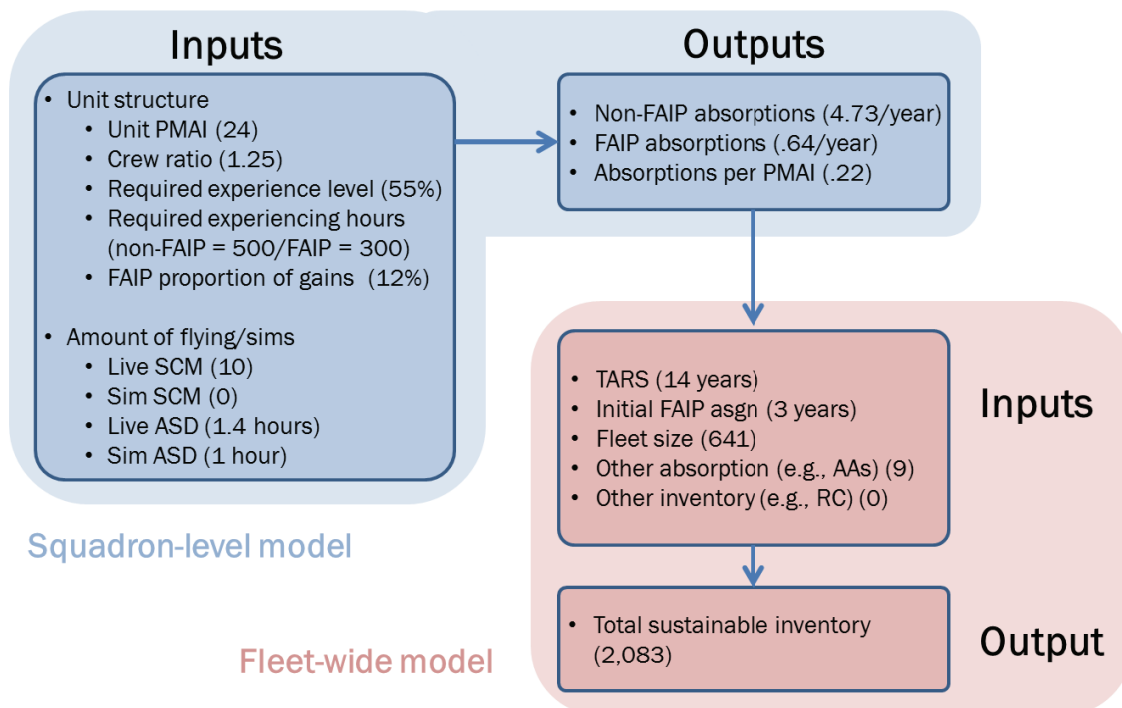 Inputs
• Unit structure
• Unit PMAI (24)
• Crew ratio (1.25)
• Required experience level (55%)
• Required experiencing hours
(non-FAIP = 500/FAIP = 300)
• FAIP proportion of gains (12%)
• Amount of flying/sims
• Live SCM (10)
• Sim SCM (0)
• Live ASD (1.4 hours)
• Sim ASD (1 hour)
Squadron-level model
Outputs
• Non-FAIP absorptions (4.73/year)
• FAIP absorptions (.64/year)
• Absorptions per PMAI (.22)
• TARS (14 years)
• Initial FAIP asgn (3 years)
• Fleet size (641)
• Other absorption (e.g., AAs) (9)
• Other inventory (e.g., RC) (0)
Inputs
• Total sustainable inventory
(2,083)
Output
Fleet-wide model